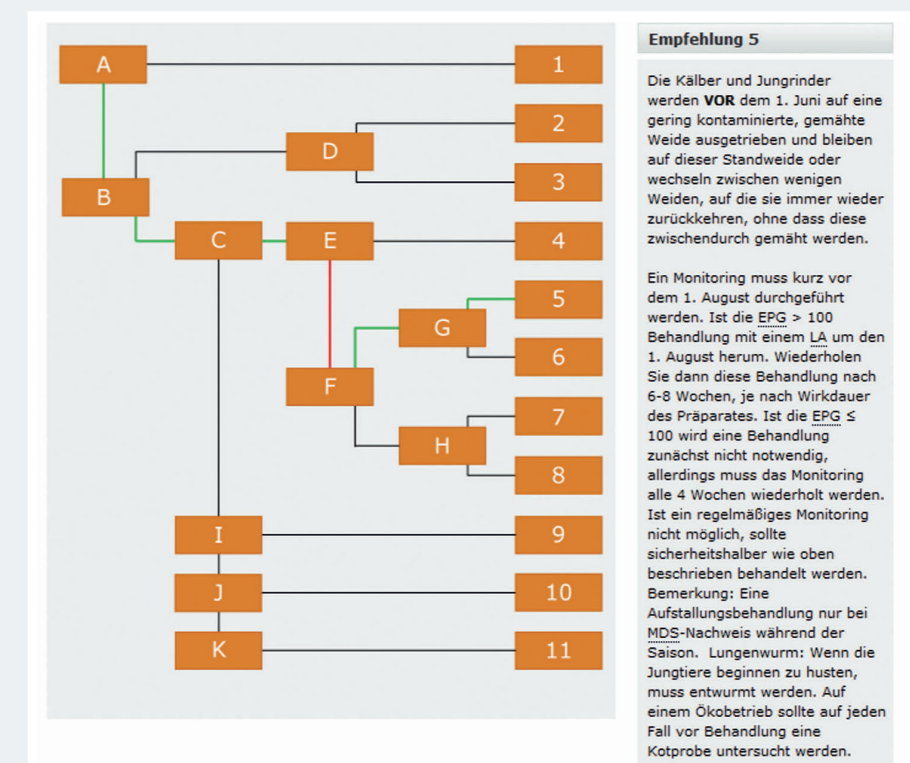 A
1
2
D
3
B
C
E
4
5
G
6
F
7
H
8
I
9
J
10
K
11
Empfehlung 5
Die Kälber und Jungrinder
werden VOR dem 1. Juni auf eine
gering kontaminierte, gemähte
Weide ausgetrieben und bleiben
auf dieser Standweide oder
wechseln zwischen wenigen
Weiden, auf die sie immer wieder
zurückkehren, ohne dass diese
zwischendurch gemäht werden.
Ein Monitoring muss kurz vor
dem 1. August durchgeführt
werden. Ist die EPG > 100
Behandlung mit einem LA um den
1. August herum. Wiederholen
Sie dann diese Behandlung nach
6-8 Wochen, je nach Wirkdauer
des Präparates. Ist die EPG ≤
100 wird eine Behandlung
zunächst nicht notwendig,
allerdings muss das Monitoring
alle 4 Wochen wiederholt werden.
Ist ein regelmäßiges Monitoring
nicht möglich, sollte
sicherheitshalber wie oben
beschrieben behandelt werden.
Bemerkung: Eine
Aufstallungsbehandlung nur bei
MDS-Nachweis während der
Saison. Lungenwurm: Wenn die
Jungtiere beginnen zu husten,
muss entwurmt werden. Auf
einem Ökobetrieb sollte auf jeden
Fall vor Behandlung eine
Kotprobe untersucht werden.